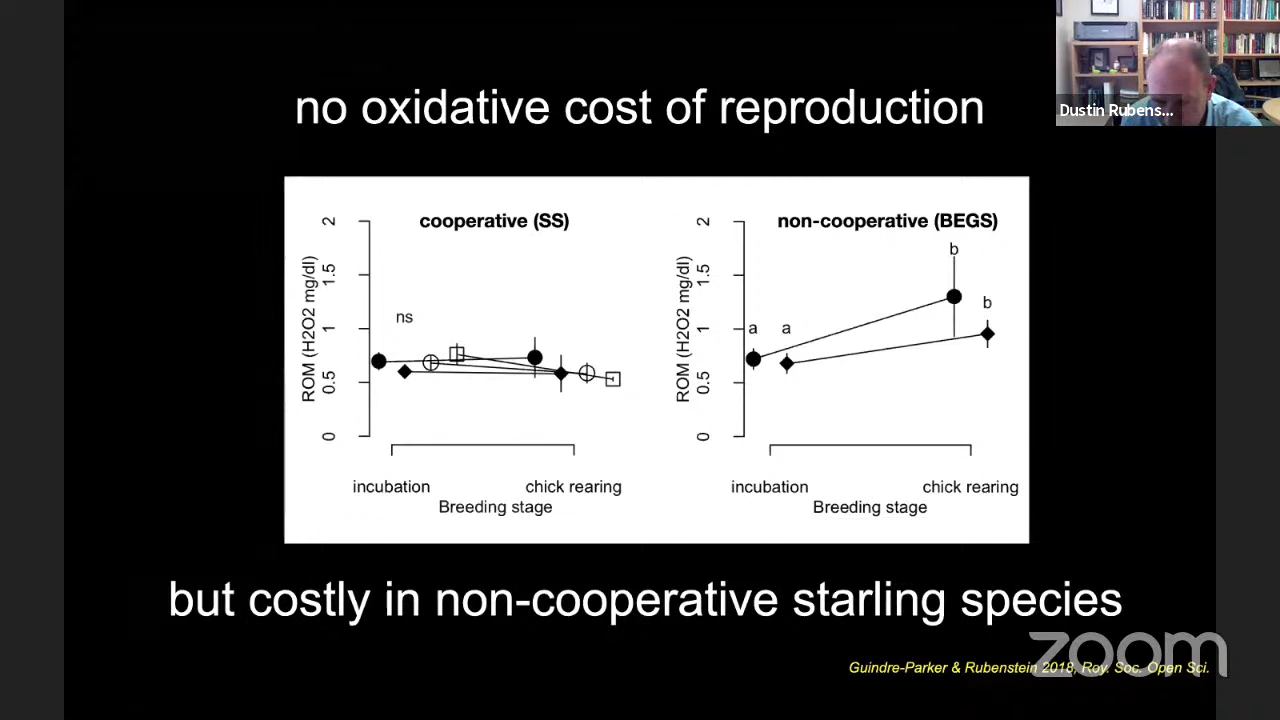 no oxidative cost of reproduction
Dustin Rubens...
cooperative (SS)
ROM (H2O2 mg/dl)
0
0.5
1
1.5
2
ns
incubation
chick rearing
Breeding stage
non-cooperative (BEGS)
ROM (H2O2 mg/dl)
0
0.5
1
1.5
2
a
a
b
b
incubation
chick rearing
Breeding stage
but costly in non-cooperative starling species
Guindre-Parker & Rubenstein 2018, Roy. Soc. Open Sci.
zoom